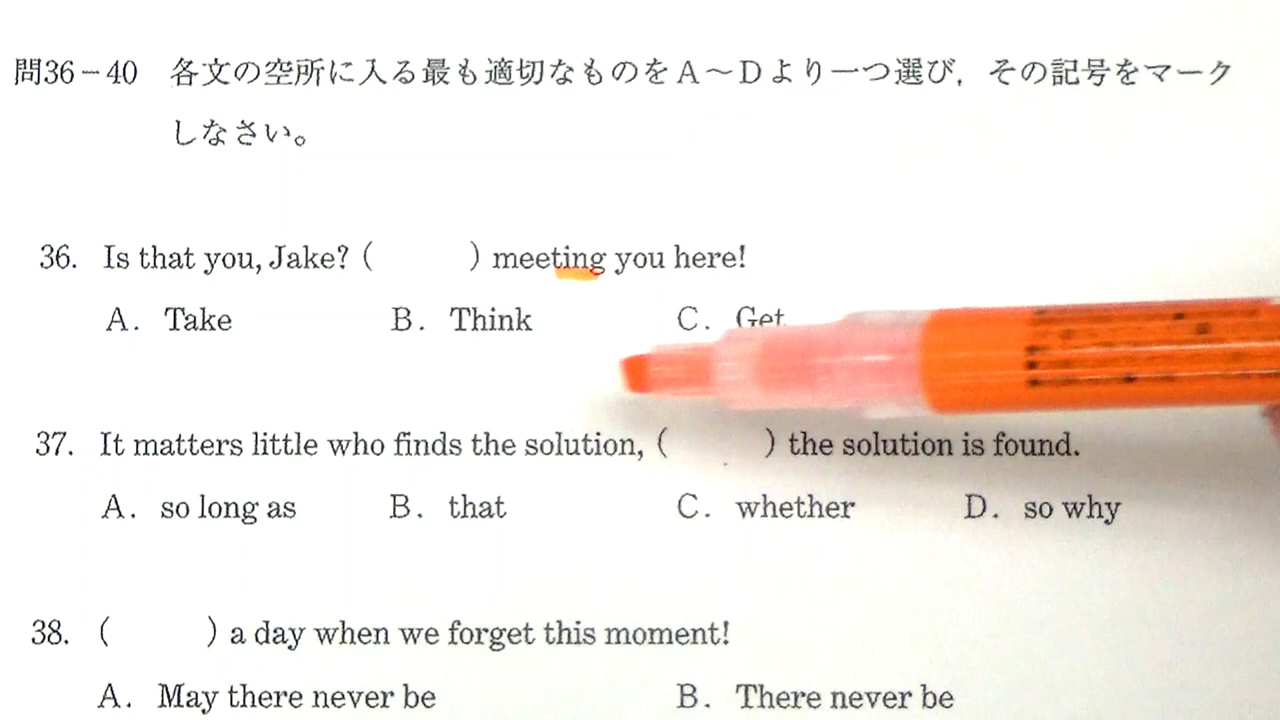 問36－40 各文の空所に入る最も適切なものをA～Dより一つ選び，その記号をマーク
しなさい。
36. Is that you, Jake? ( ) meeting you here!
A. Take B. Think C. Get
37. It matters little who finds the solution, ( ) the solution is found.
A. so long as B. that C. whether D. so why
38. ( ) a day when we forget this moment!
A. May there never be B. There never be